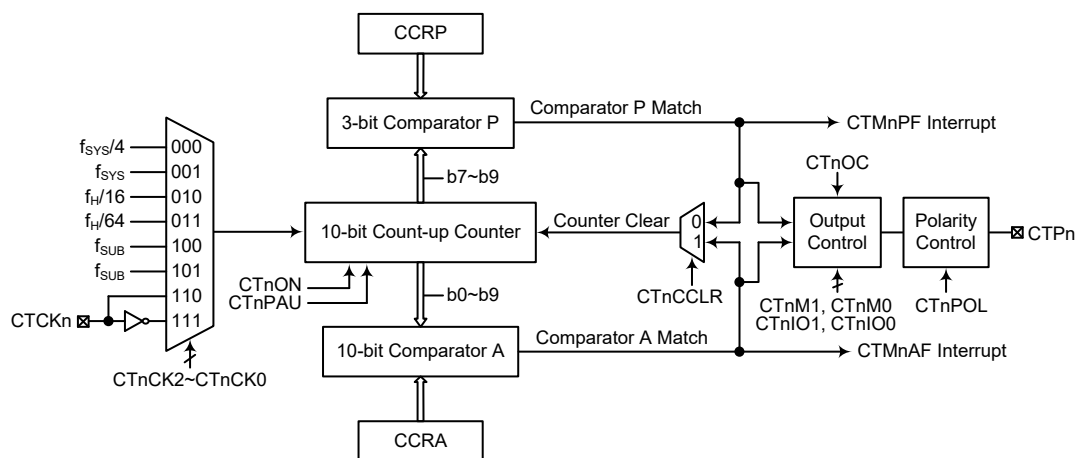 CCRP
3-bit Comparator P
Comparator P Match
CTMnPF Interrupt
fSYS/4
000
fSYS
001
fH/16
010
fH/64
011
fSUB
100
fSUB
101
110
111
CTCKn
CTnCK2~CTnCK0
b7~b9
10-bit Count-up Counter
CTnON
CTnPAU
b0~b9
Counter Clear
0
1
CTnCCLR
CTnOC
Output
Control
CTnM1, CTnM0
CTnIO1, CTnIO0
Polarity
Control
CTnPOL
CTPn
10-bit Comparator A
Comparator A Match
CTMnAF Interrupt
CCRA